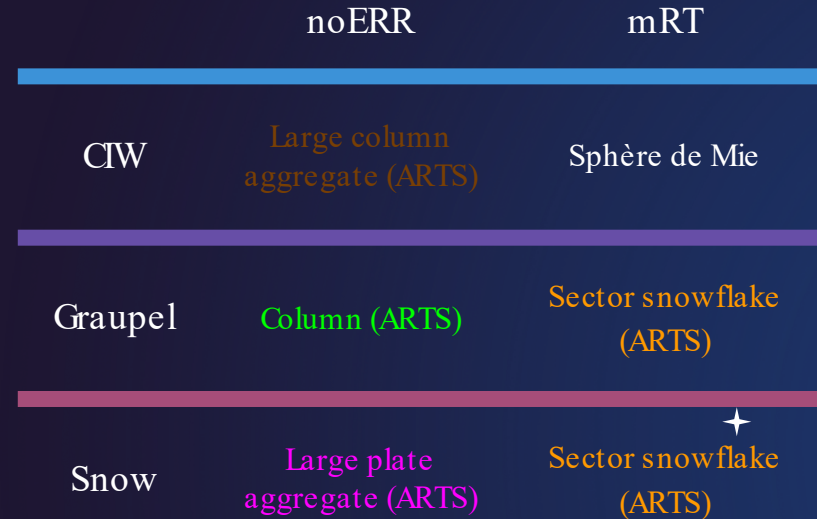 noERR mRT
CIW Large column aggregate (ARTS) Sphère de Mie
Graupel Column (ARTS) Sector snowflake (ARTS)
Snow Large plate aggregate (ARTS) Sector snowflake (ARTS)